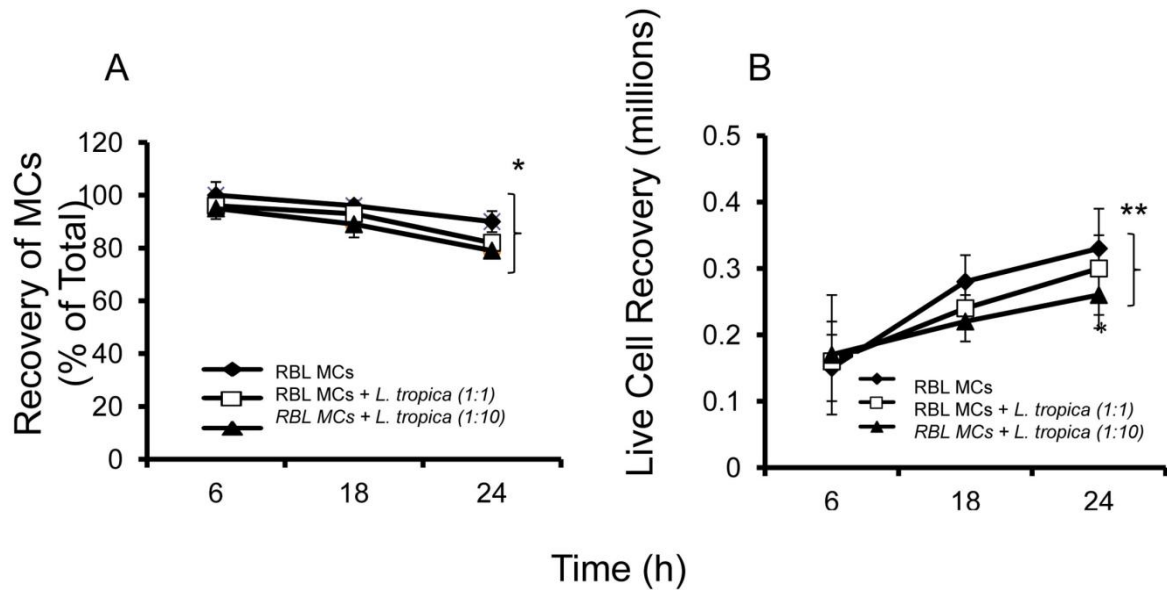 A
Recovery of MCs
(% of Total)
120
100
80
60
40
20
0
*
RBL MCs
RBL MCs + L. tropica (1:1)
RBL MCs + L. tropica (1:10)
6 18 24
B
Live Cell Recovery (millions)
0.5
0.4
0.3
0.2
0.1
0
**
*
RBL MCs
RBL MCs + L. tropica (1:1)
RBL MCs + L. tropica (1:10)
6 18 24
Time (h)